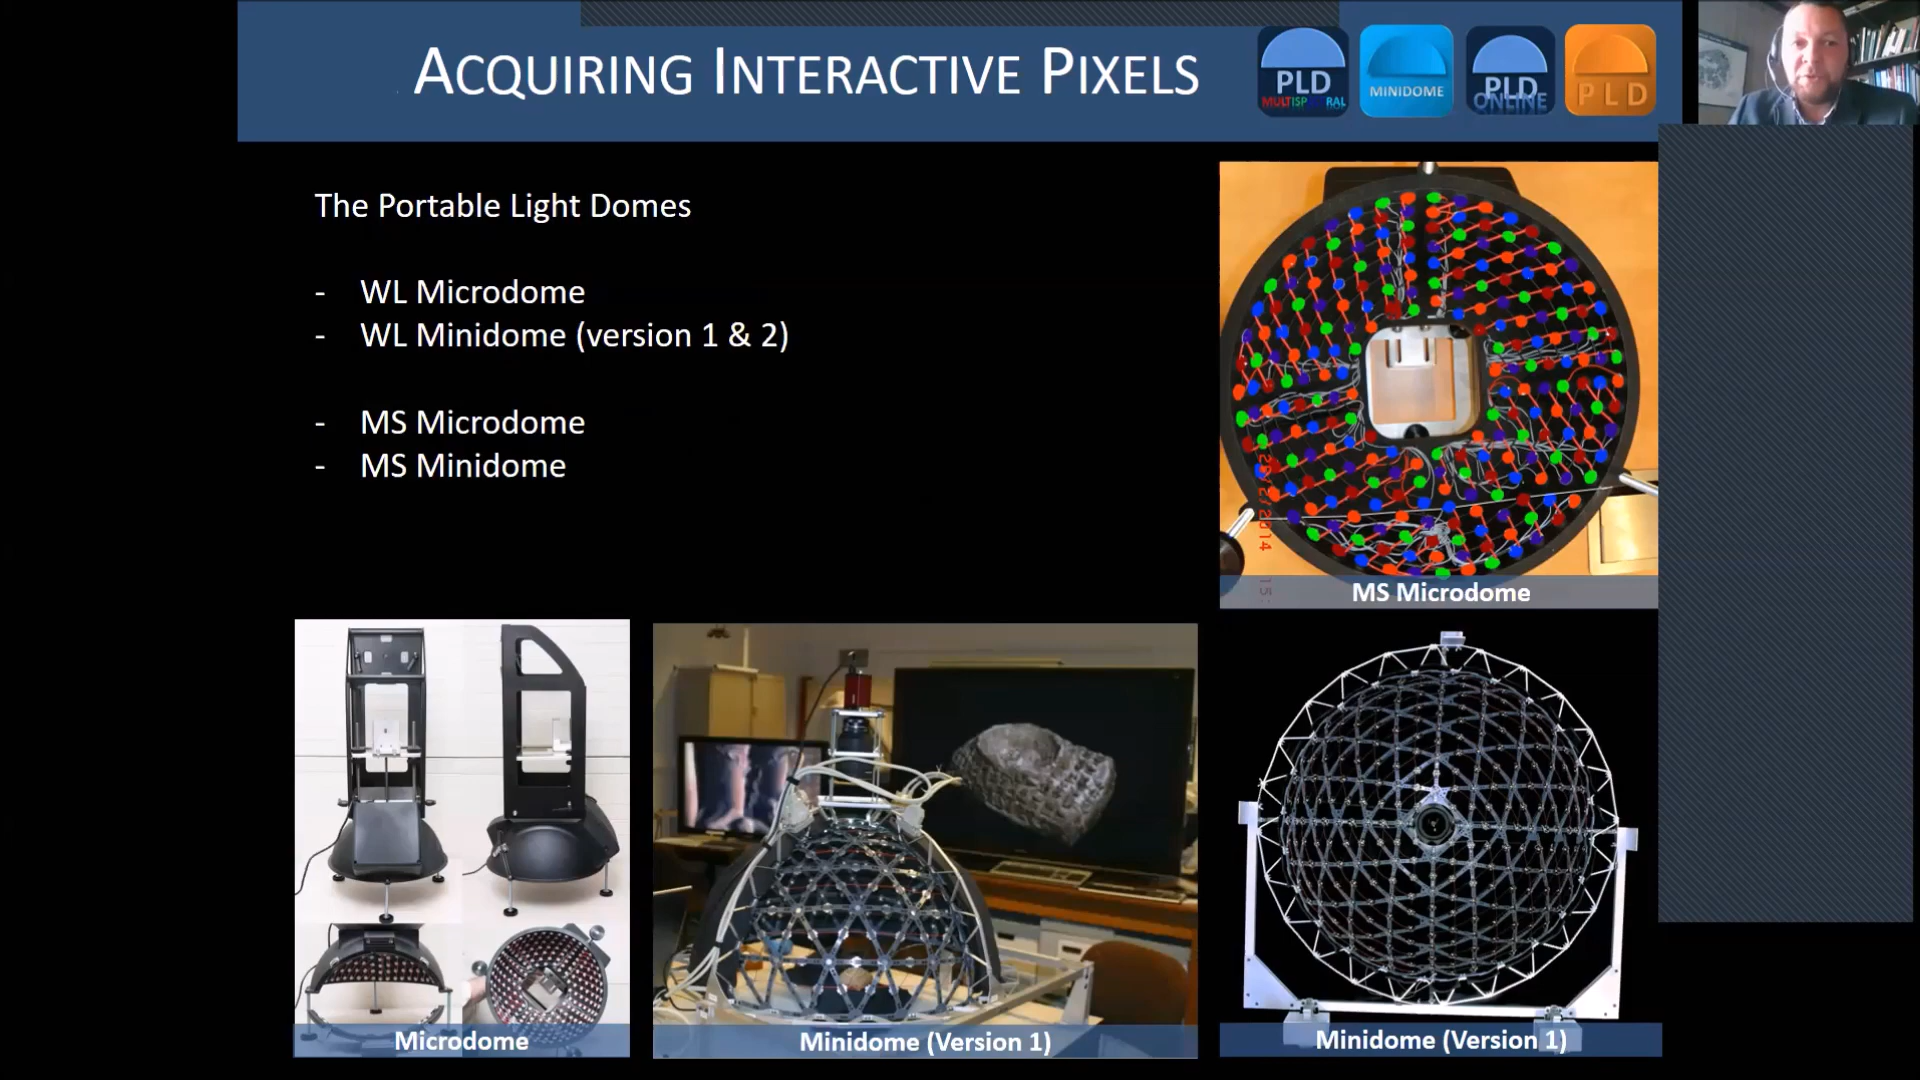 ACQUIRING INTERACTIVE PIXELS
PLD
MULTISPECTRAL
MINIDOME
PLD
ONLINE
PLD
The Portable Light Domes
- WL Microdome
- WL Minidome (version 1 & 2)
- MS Microdome
- MS Minidome
MS Microdome
Microdome
Minidome (Version 1)
Minidome (Version 1)